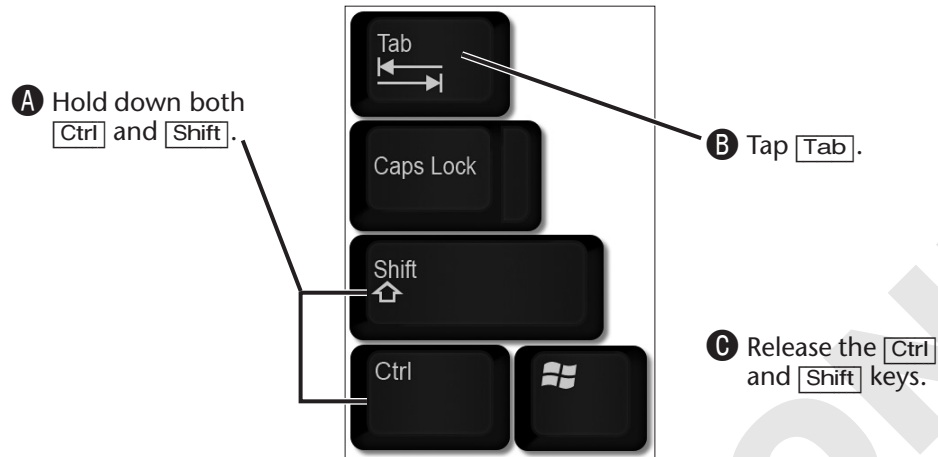 A Hold down both
Ctrl and Shift.
Tab
B Tap Tab.
Caps Lock
Shift
Ctrl
C Release the Ctrl
and Shift keys.